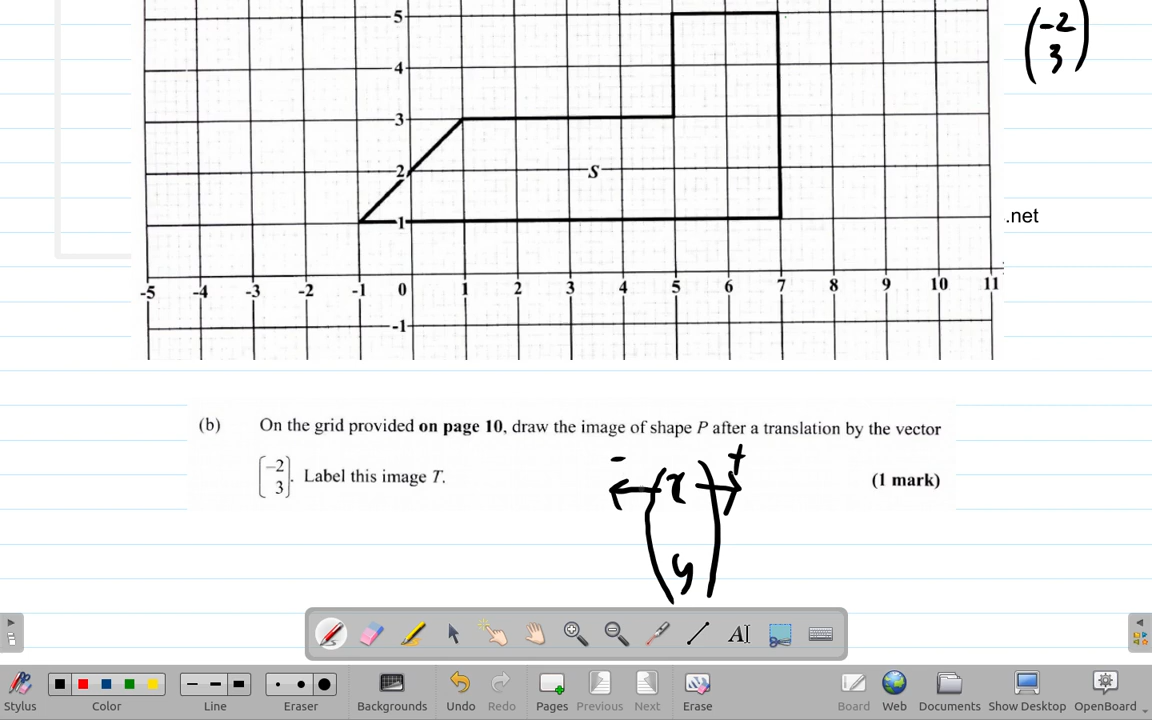 5
-2
3
4
3
2
S
1
.net
-5 -4 -3 -2 -1 0 1 2 3 4 5 6 7 8 9 10 11
-1
(b) On the grid provided on page 10, draw the image of shape P after a translation by the vector
-2
3
. Label this image T. (1 mark)
- +
x
y
Stylus Color Line Eraser Backgrounds Undo Redo Pages Previous Next Erase Board Web Documents Show Desktop OpenBoard